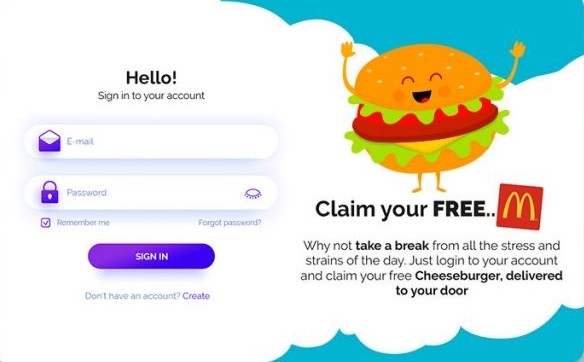 Hello!
Sign in to your account
E-mail
Password
Remember me
Forgot password?
SIGN IN
Don't have an account? Create
Claim your FREE..
M
Why not take a break from all the stress and
strains of the day. Just login to your account
and claim your free Cheeseburger, delivered
to your door